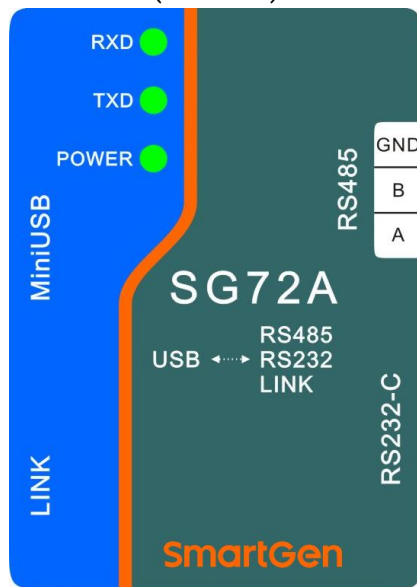 RXD
TXD
POWER
MiniUSB
LINK
RS485
GND
B
A
SG72A
USB
RS485
RS232
LINK
RS232-C
SmartGen